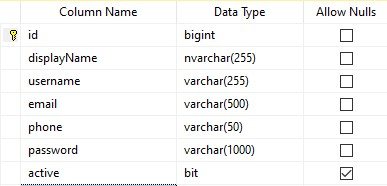 Column Name Data Type Allow Nulls
id bigint
displayName nvarchar(255)
username varchar(255)
email varchar(500)
phone varchar(50)
password varchar(1000)
active bit